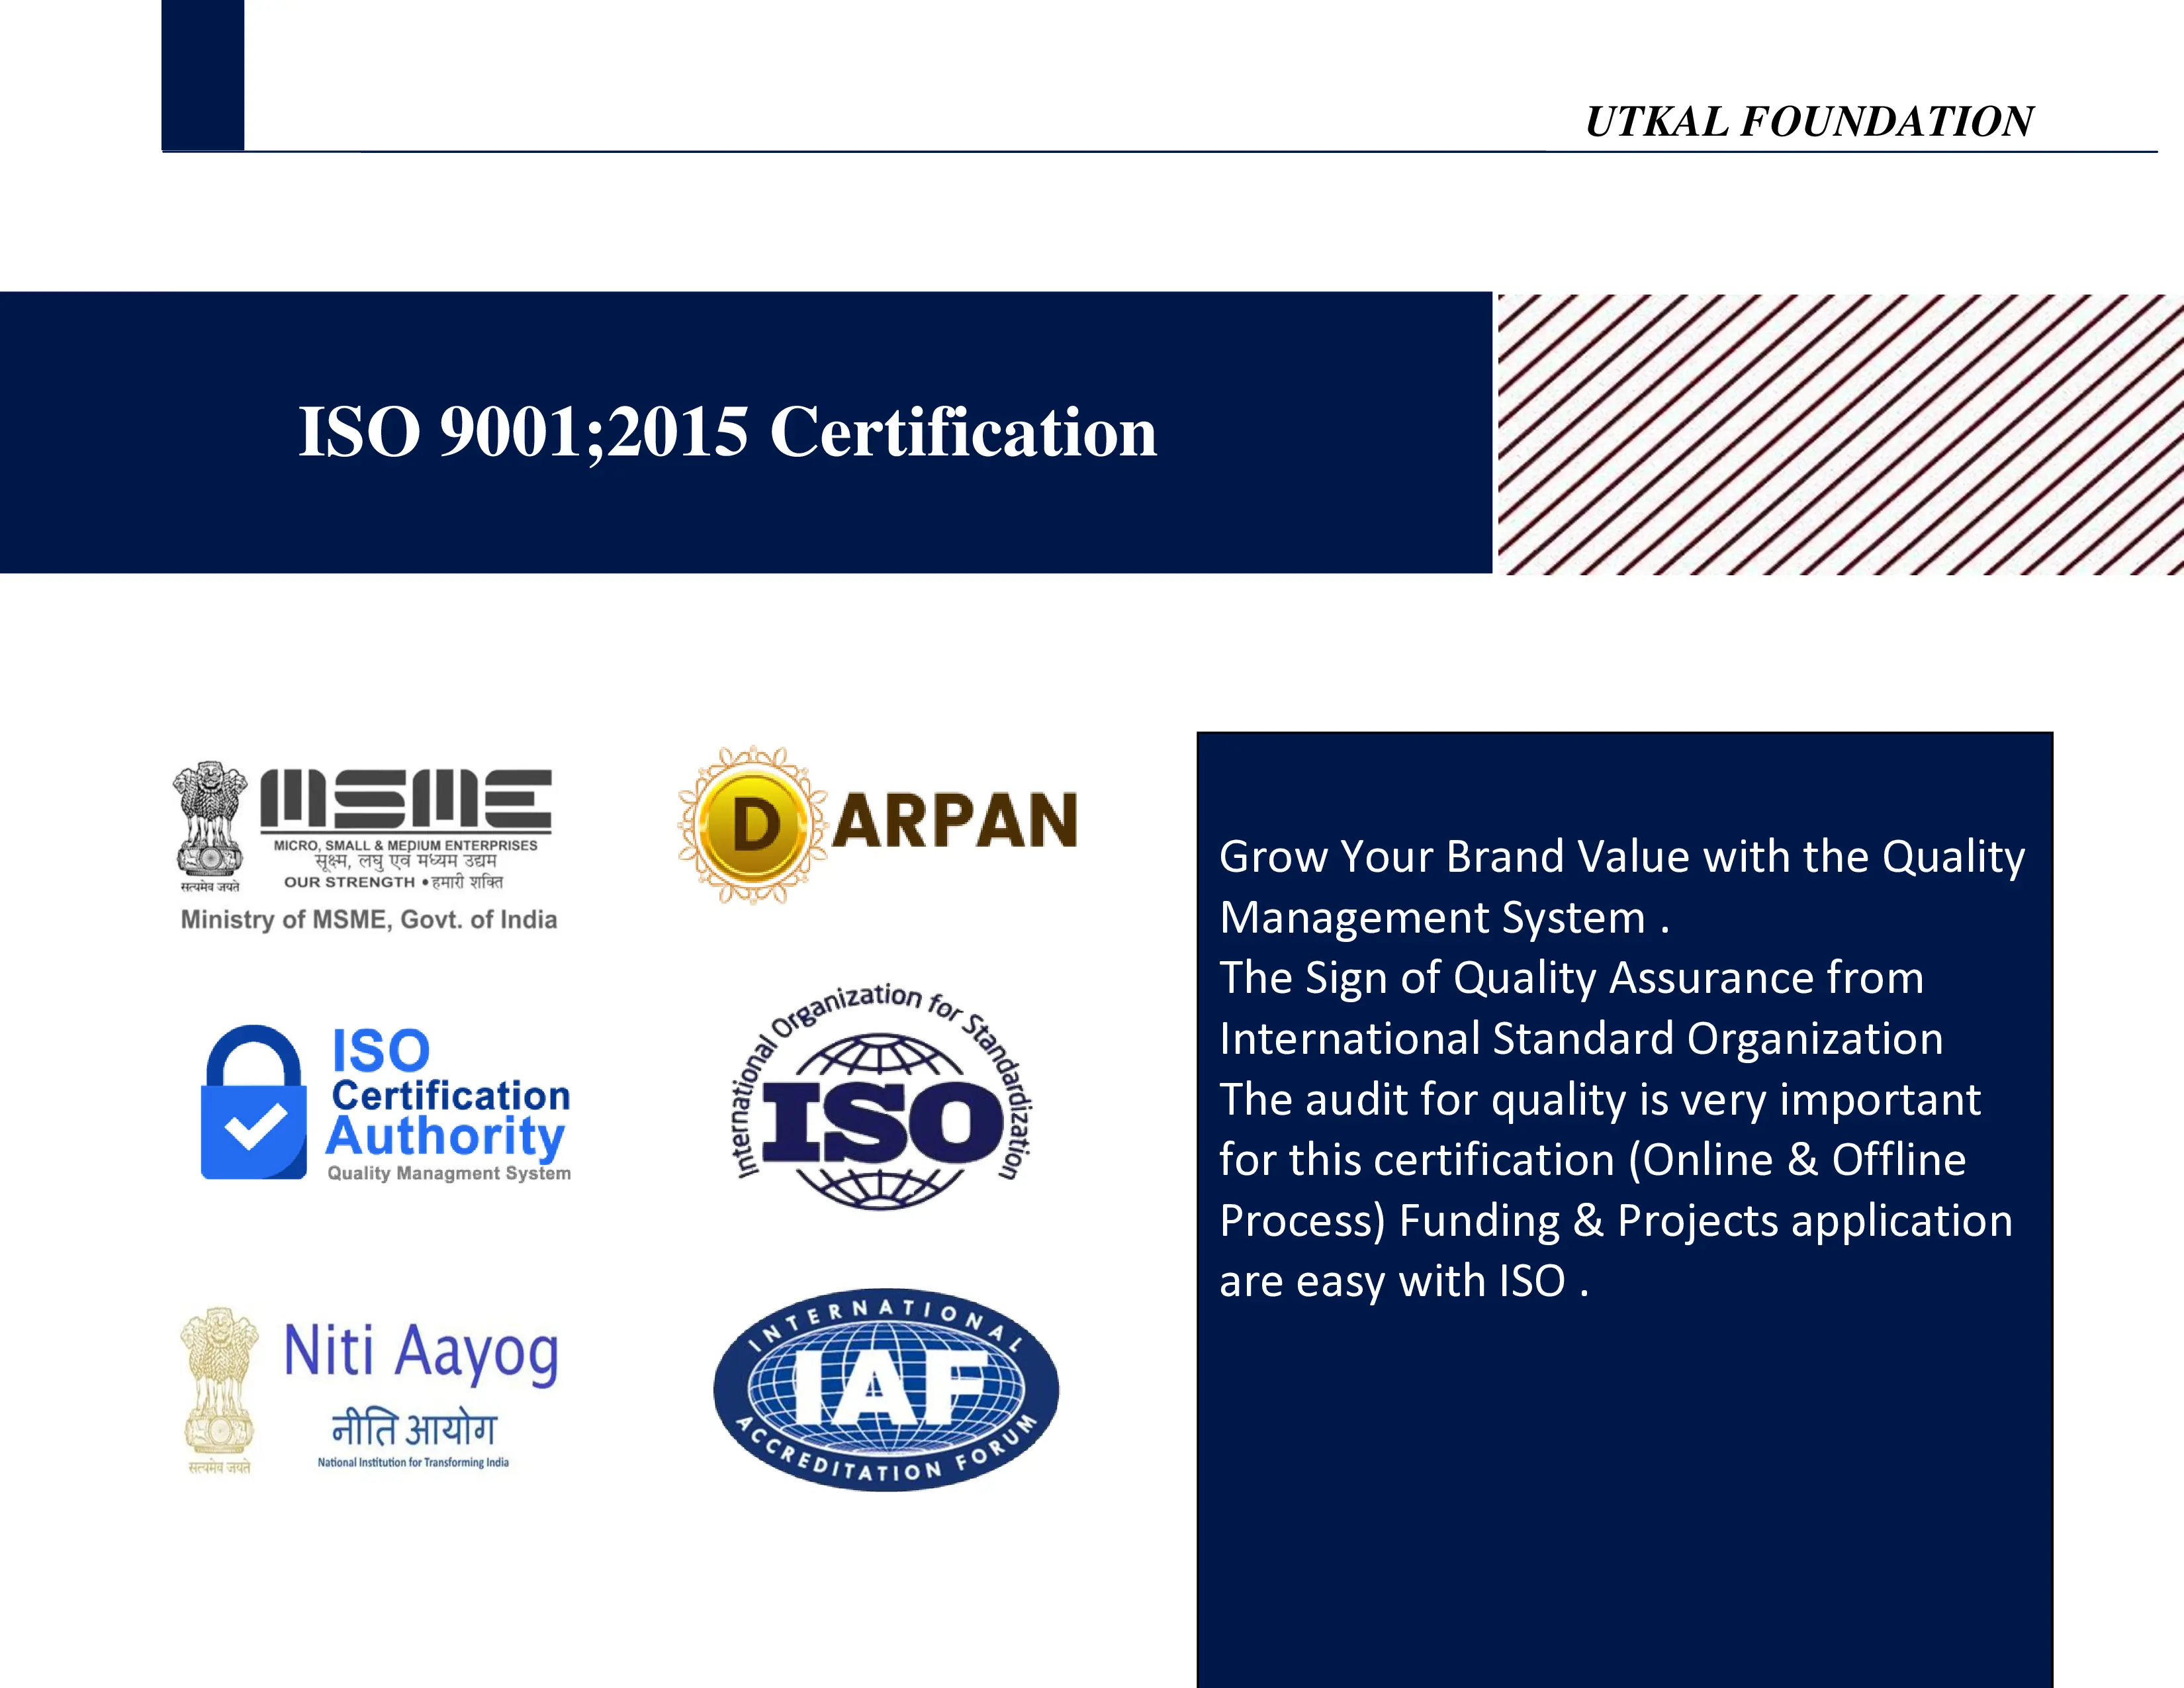 UTKAL FOUNDATION
ISO 9001;2015 Certification
MSME
MICRO, SMALL & MEDIUM ENTERPRISES
सूक्ष्म, लघु एवं मध्यम उद्यम
OUR STRENGTH • हमारी शक्ति
सत्यमेव जयते
Ministry of MSME, Govt. of India
D ARPAN
ISO
Certification
Authority
Quality Managment System
International Organization for Standardization
ISO
Niti Aayog
नीति आयोग
National Institution for Transforming India
सत्यमेव जयते
INTERNATIONAL
IAF
ACCREDITATION FORUM
Grow Your Brand Value with the Quality
Management System .
The Sign of Quality Assurance from
International Standard Organization
The audit for quality is very important
for this certification (Online & Offline
Process) Funding & Projects application
are easy with ISO .